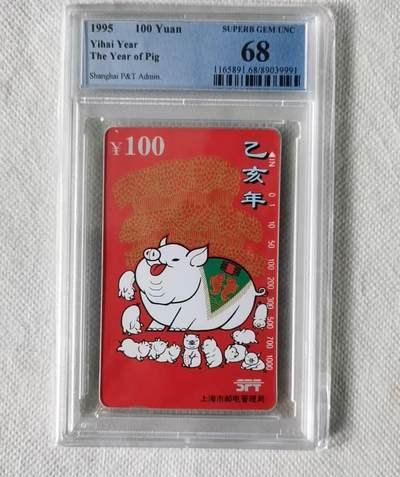 1995 100 Yuan SUPERB GEM UNC
Yihai Year 68
The Year of Pig
Shanghai P&T Admin. 1165891.68/89039991
¥100
乙亥年
IN 0 1 10 50 100 200 300 500 700 1000
SPT
上海市邮电管理局